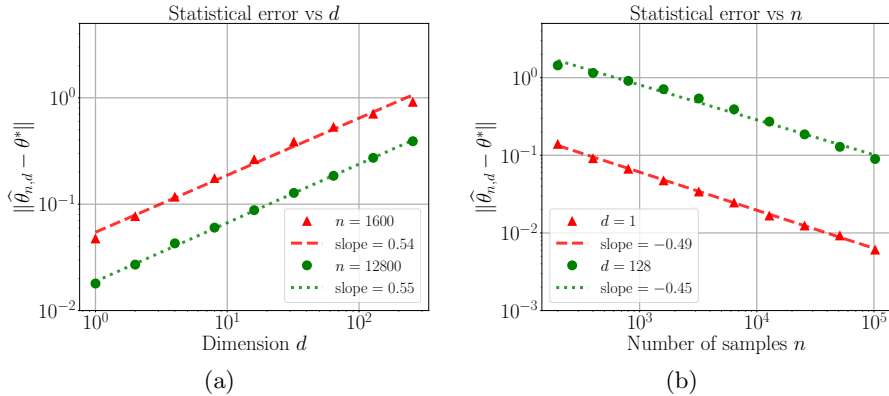 Statistical error vs d
‖θ̂_{n,d} − θ*‖
10^0
10^{-1}
10^{-2}
n = 1600
slope = 0.54
n = 12800
slope = 0.55
10^0
10^1
10^2
Dimension d
(a)
Statistical error vs n
‖θ̂_{n,d} − θ*‖
10^0
10^{-1}
10^{-2}
10^{-3}
d = 1
slope = −0.49
d = 128
slope = −0.45
10^3
10^4
10^5
Number of samples n
(b)